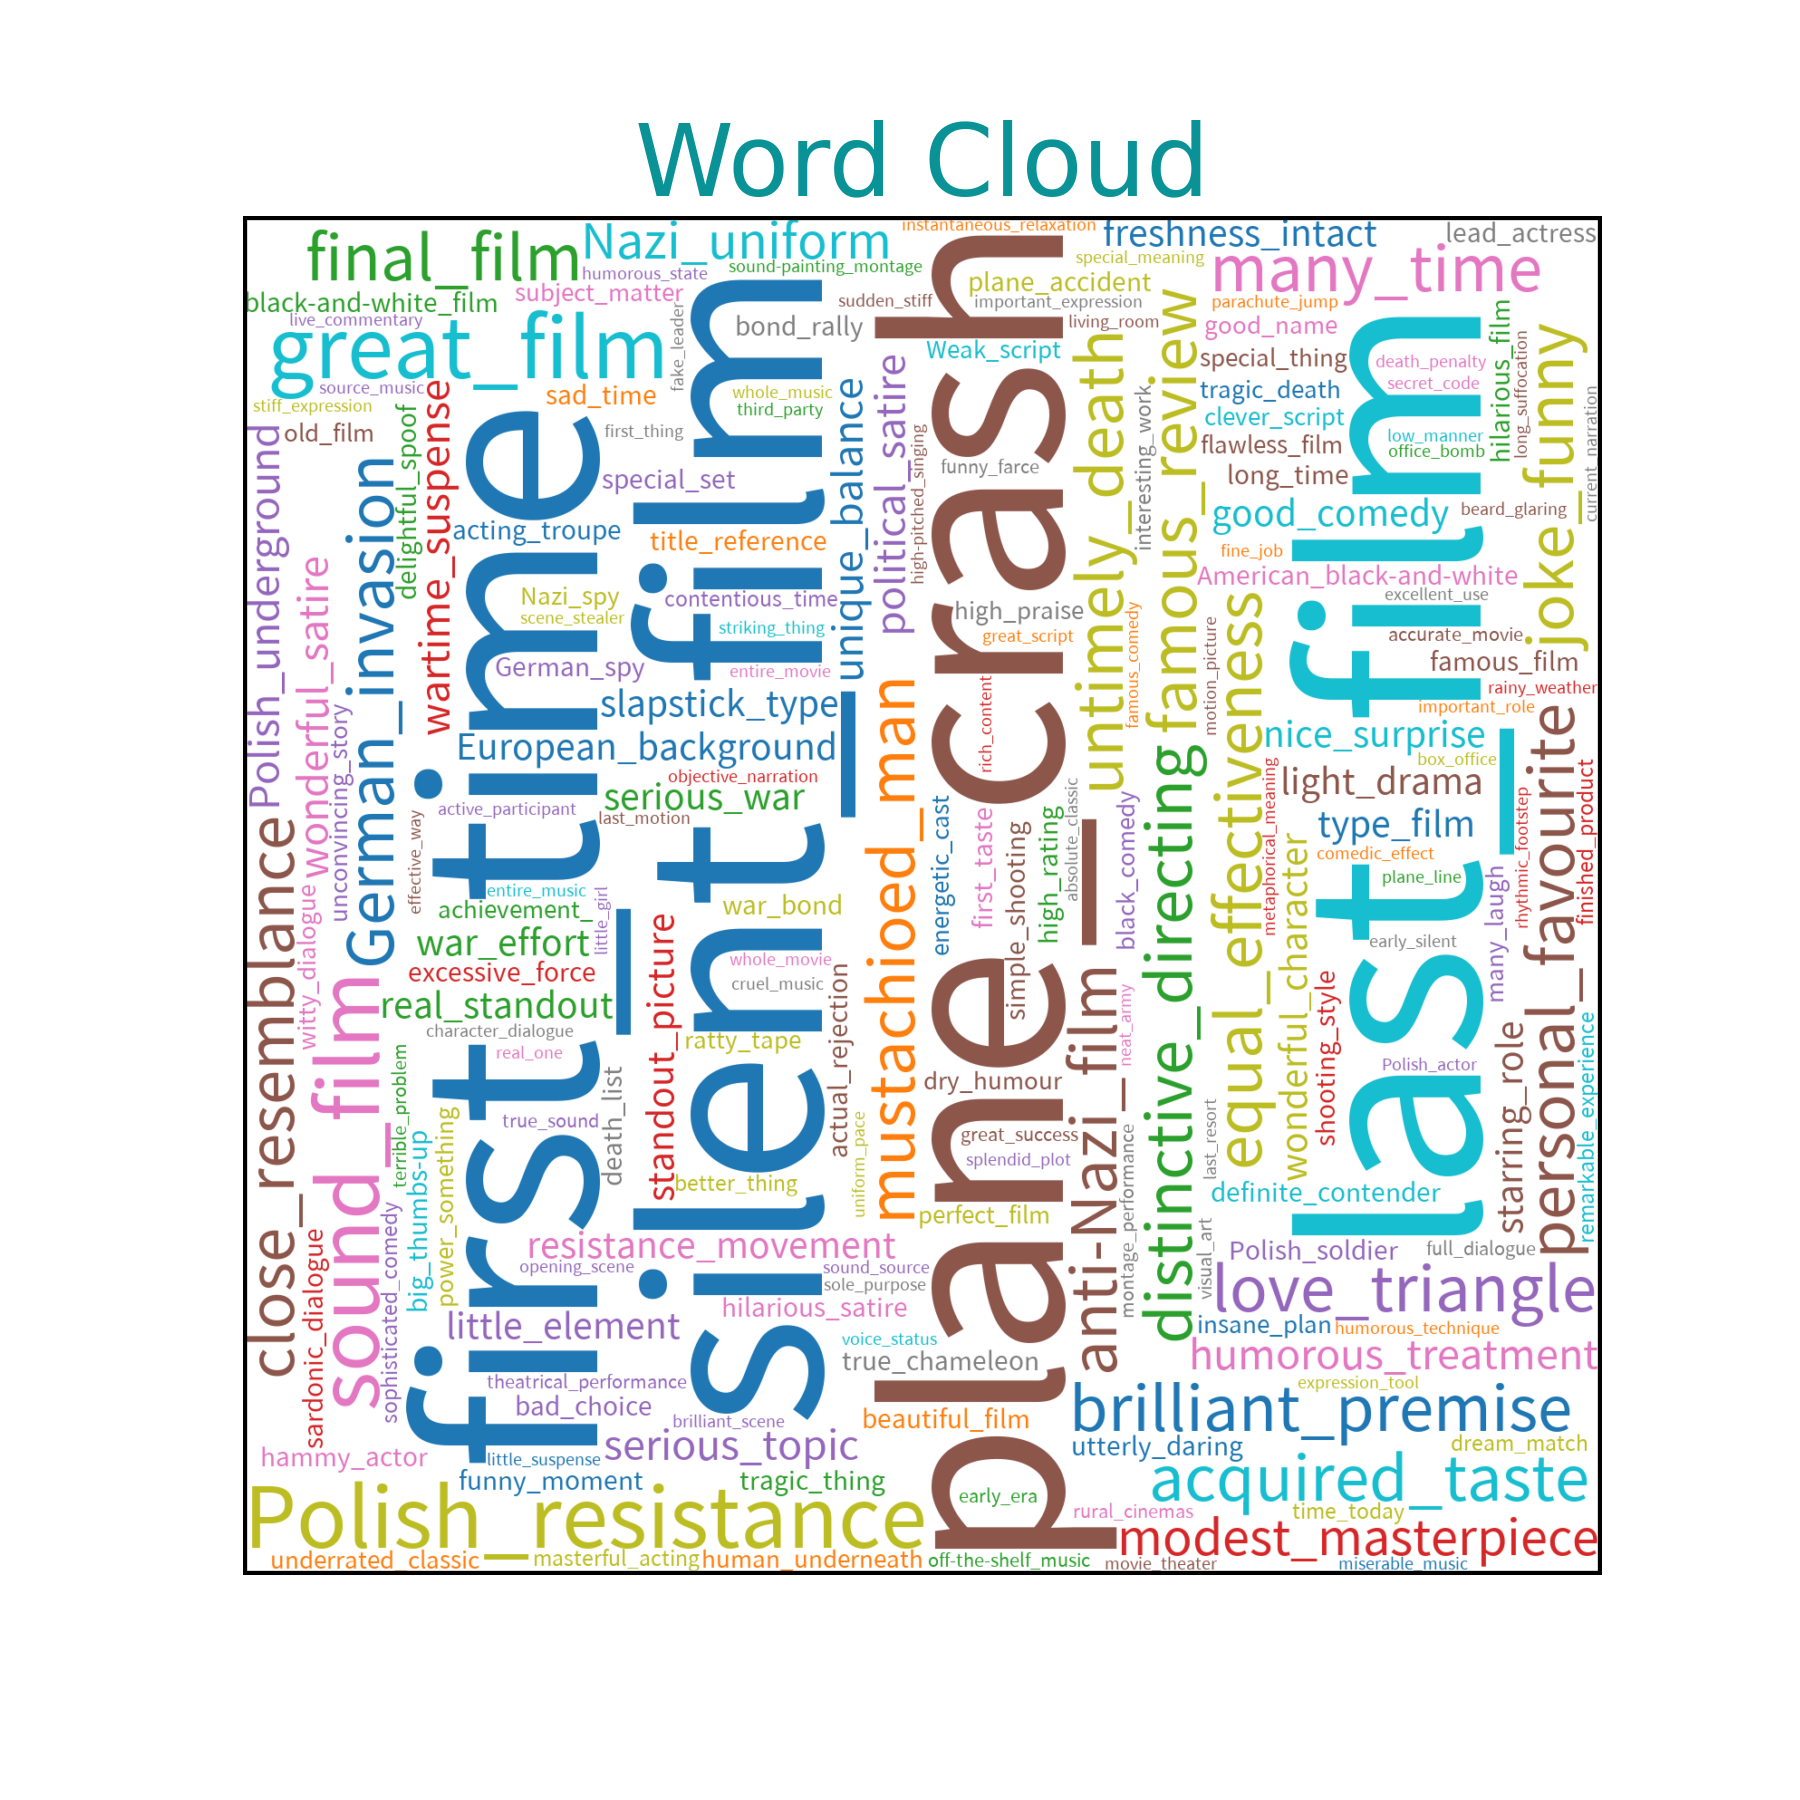 Word Cloud
instantaneous_relaxation
final_film
Nazi_uniform
freshness_intact
lead_actress
humorous_state
sound-painting_montage
special_meaning
many_time
black-and-white_film
subject_matter
plane_accident
sudden_stiff
important_expression
parachute_jump
live_commentary
fake_leader
bond_rally
living_room
good_name
great_film
Weak_script
special_thing
death_penalty
hilarious_film
long_suffocation
source_music
sad_time
whole_music
tragic_death
secret_code
stiff_expression
third_party
clever_script
old_film
first_thing
flawless_film
low_manner
office_bomb
current_narration
joke_funny
delightful_spoof
wartime_suspense
special_set
funny_farce
long_time
interesting_work
famous_review
untimely_death
political_satire
high-pitched_singing
unique_balance
Polish_underground
German_invasion
acting_troupe
title_reference
good_comedy
beard_glaring
fine_job
American_black-and-white
excellent_use
wonderful_satire
Nazi_spy
scene_stealer
contentious_time
striking_thing
high_praise
great_script
famous_comedy
accurate_movie
motion_picture
German_spy
entire_movie
famous_film
rainy_weather
important_role
first_time
silent_film
plane_crash
last_film
slapstick_type
European_background
rich_content
nice_surprise
box_office
objective_narration
serious_war
active_participant
last_motion
light_drama
type_film
unconvincing_story
effective_way
mustachioed_man
energetic_cast
first_taste
simple_shooting
high_rating
absolute_classic
black_comedy
distinctive_directing
equal_effectiveness
metaphorical_meaning
wonderful_character
comedic_effect
plane_line
rhythmic_footstep
finished_product
personal_favourite
many_laugh
entire_music
little_girl
achievement_
war_bond
war_effort
early_silent
witty_dialogue
excessive_force
whole_movie
cruel_music
real_standout
character_dialogue
real_one
standout_picture
ratty_tape
actual_rejection
neat_army
anti-Nazi_film
shooting_style
starring_role
remarkable_experience
Polish_actor
close_resemblance
sound_film
terrible_problem
true_sound
death_list
dry_humour
great_success
splendid_plot
last_resort
montage_performance
big_thumbs-up
power_something
better_thing
uniform_pace
perfect_film
definite_contender
sardonic_dialogue
sophisticated_comedy
resistance_movement
opening_scene
sound_source
sole_purpose
visual_art
Polish_soldier
full_dialogue
love_triangle
hilarious_satire
little_element
voice_status
insane_plan
humorous_technique
true_chameleon
humorous_treatment
theatrical_performance
expression_tool
bad_choice
brilliant_scene
beautiful_film
brilliant_premise
hammy_actor
little_suspense
serious_topic
utterly_daring
dream_match
funny_moment
tragic_thing
acquired_taste
early_era
Polish_resistance
rural_cinemas
time_today
modest_masterpiece
underrated_classic
masterful_acting
human_underneath
off-the-shelf_music
movie_theater
miserable_music